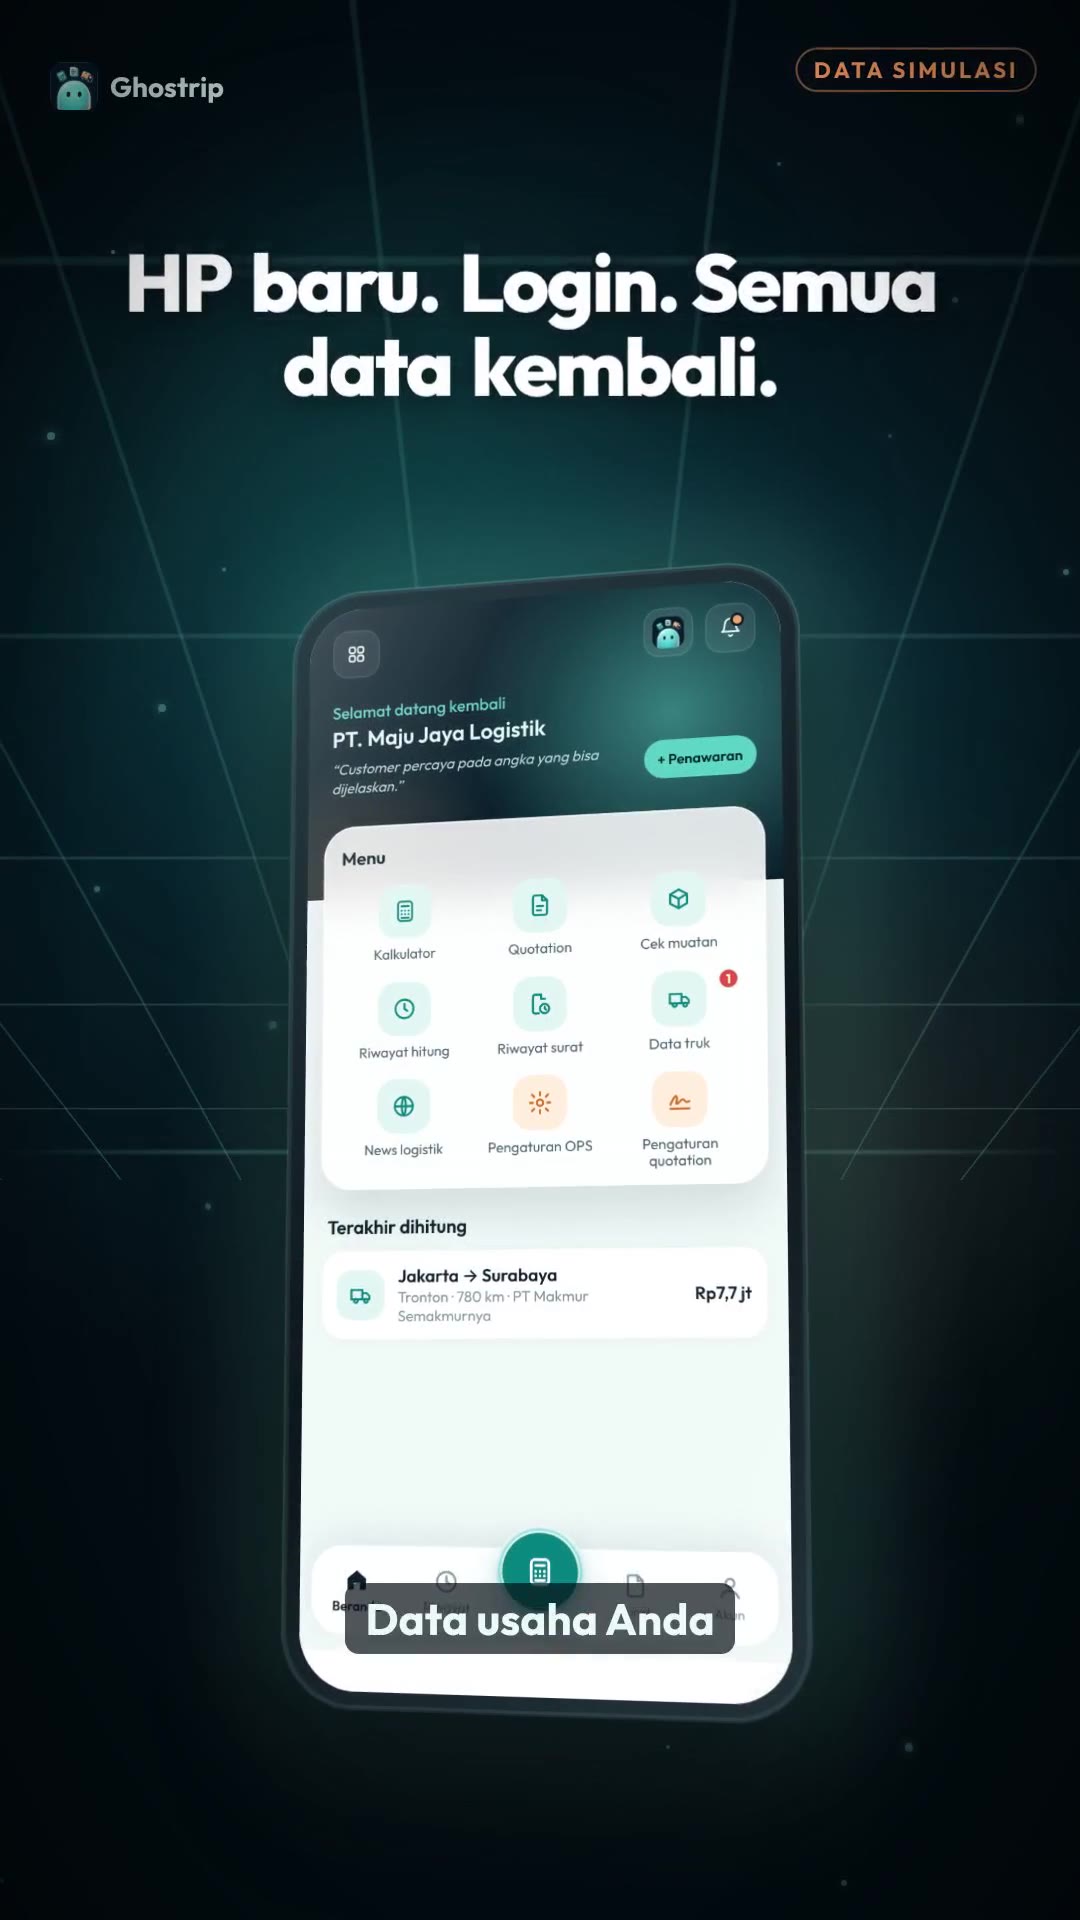 Ghostrip
DATA SIMULASI
HP baru. Login. Semua
data kembali.
Selamat datang kembali
PT. Maju Jaya Logistik
“Customer percaya pada angka yang bisa
dijelaskan.”
+ Penawaran
Menu
Kalkulator
Quotation
Cek muatan
1
Riwayat hitung
Riwayat surat
Data truk
News logistik
Pengaturan OPS
Pengaturan
quotation
Terakhir dihitung
Jakarta → Surabaya
Tronton · 780 km · PT Makmur
Semakmurnya
Rp7,7 jt
Data usaha Anda